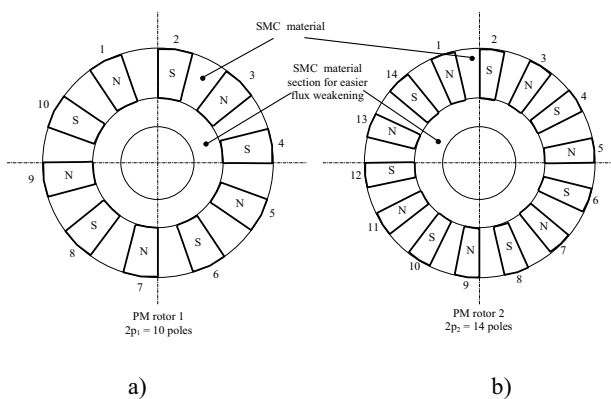 SMC material
SMC material
section for easier
flux weakening
1
2
S
3
N
4
S
5
N
6
S
7
N
8
S
9
N
10
S
N
PM rotor 1
2p₁ = 10 poles
a)
1
2
S
3
N
4
S
5
N
6
S
7
N
8
S
9
N
10
S
11
N
12
S
13
N
14
S
N
PM rotor 2
2p₂ = 14 poles
b)